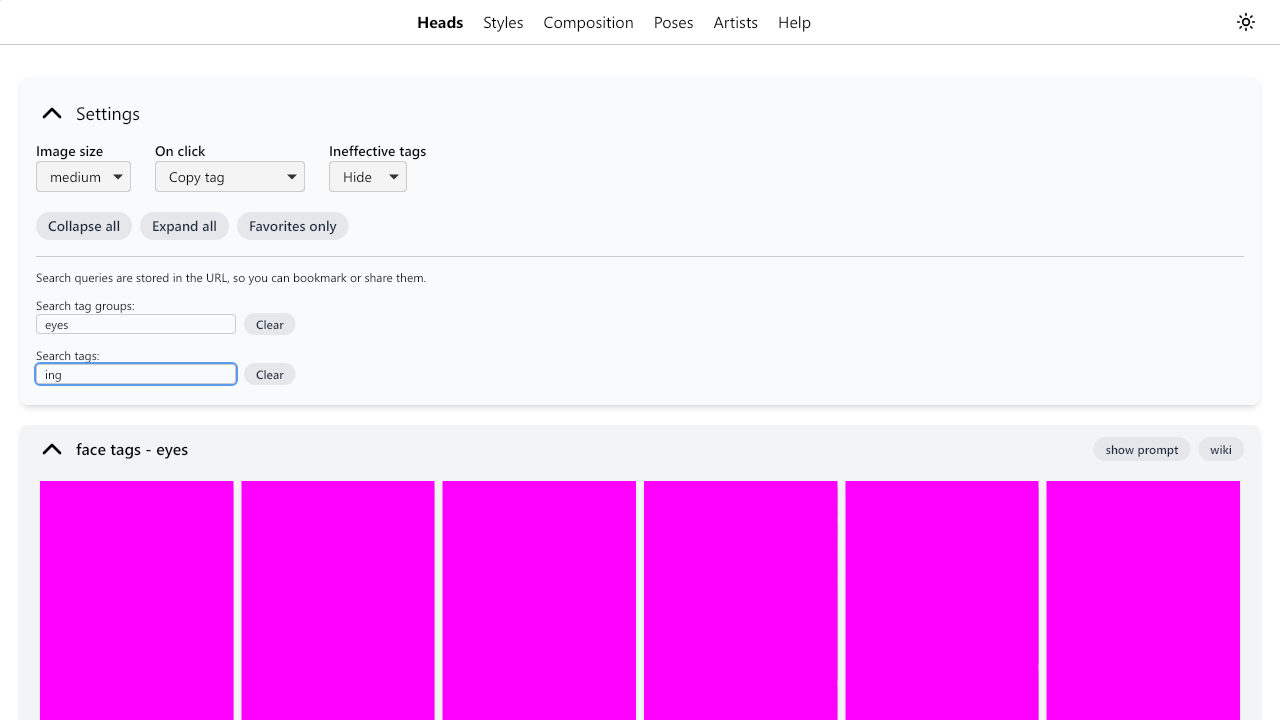 Heads Styles Composition Poses Artists Help
Settings
Image size On click Ineffective tags
medium Copy tag Hide
Collapse all Expand all Favorites only
Search queries are stored in the URL, so you can bookmark or share them.
Search tag groups:
eyes Clear
Search tags:
ing Clear
face tags - eyes show prompt wiki